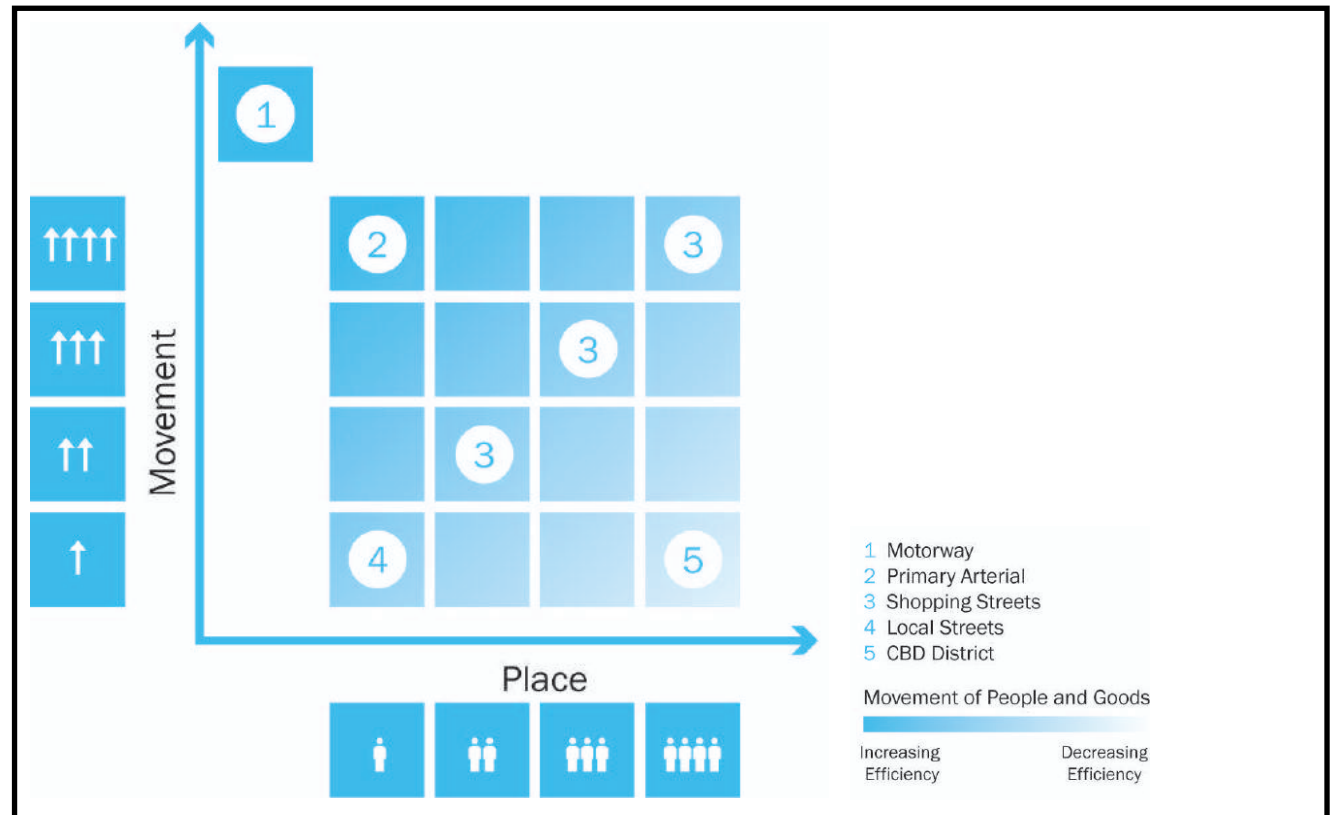 1
2
3
3
3
4
5
Movement
Place
1 Motorway
2 Primary Arterial
3 Shopping Streets
4 Local Streets
5 CBD District
Movement of People and Goods
Increasing Decreasing
Efficiency Efficiency